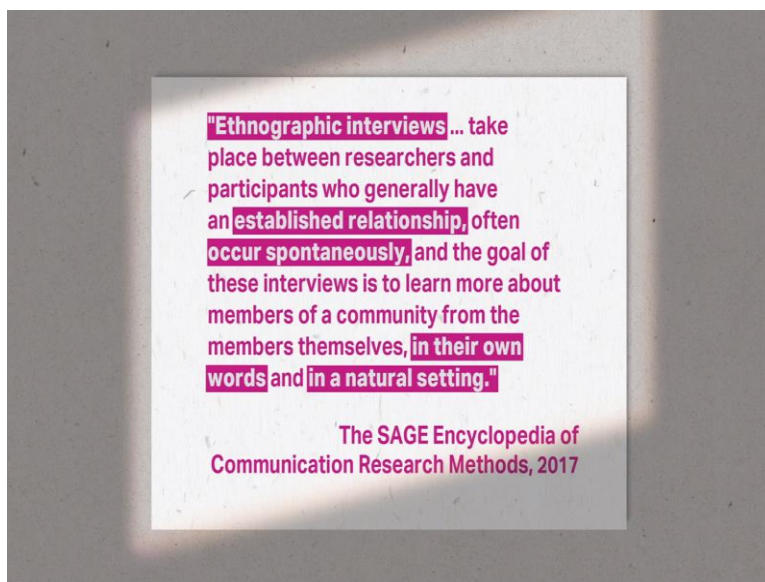 "Ethnographic interviews ... take
place between researchers and
participants who generally have
an established relationship, often
occur spontaneously, and the goal of
these interviews is to learn more about
members of a community from the
members themselves, in their own
words and in a natural setting."
The SAGE Encyclopedia of
Communication Research Methods, 2017